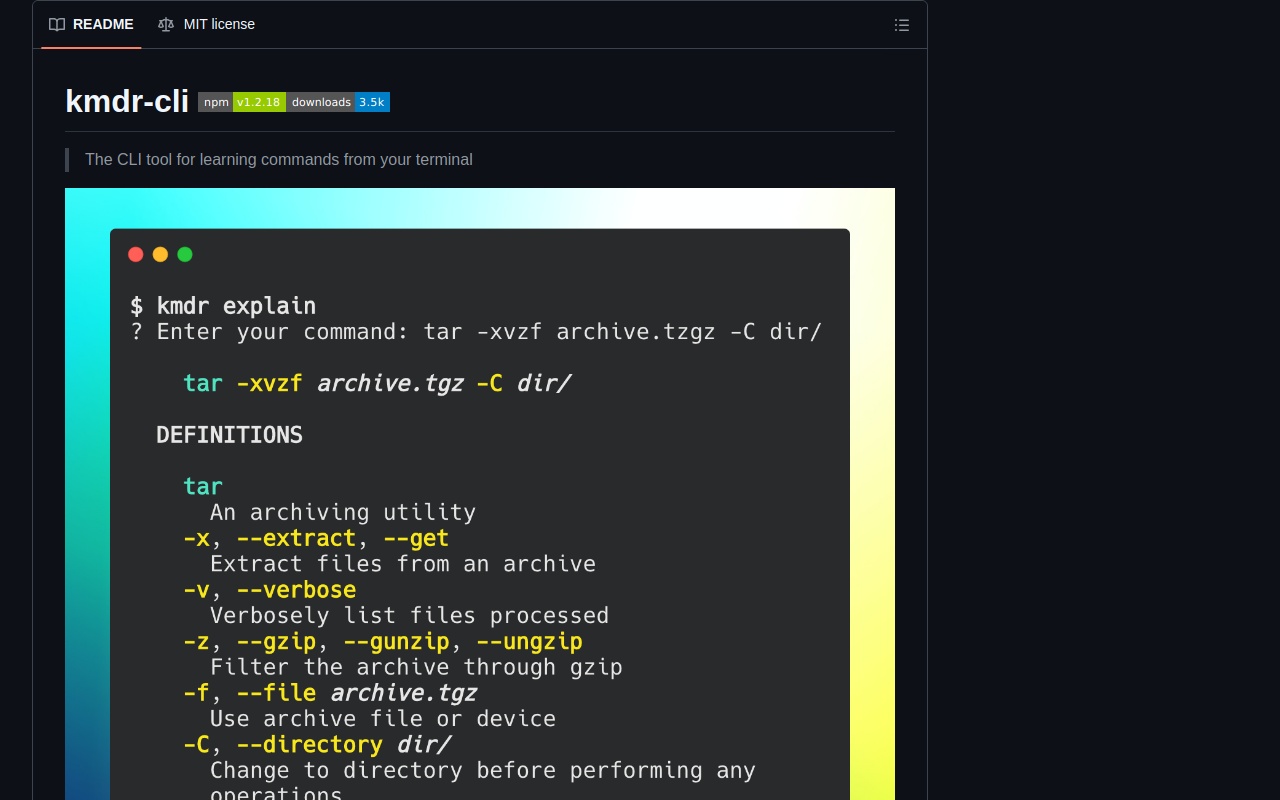 README MIT license
kmdr-cli npm v1.2.18 downloads 3.5k
The CLI tool for learning commands from your terminal
$ kmdr explain
? Enter your command: tar -xvzf archive.tzgz -C dir/
tar -xvzf archive.tgz -C dir/
DEFINITIONS
tar
An archiving utility
-x, --extract, --get
Extract files from an archive
-v, --verbose
Verbosely list files processed
-z, --gzip, --gunzip, --ungzip
Filter the archive through gzip
-f, --file archive.tgz
Use archive file or device
-C, --directory dir/
Change to directory before performing any
operations